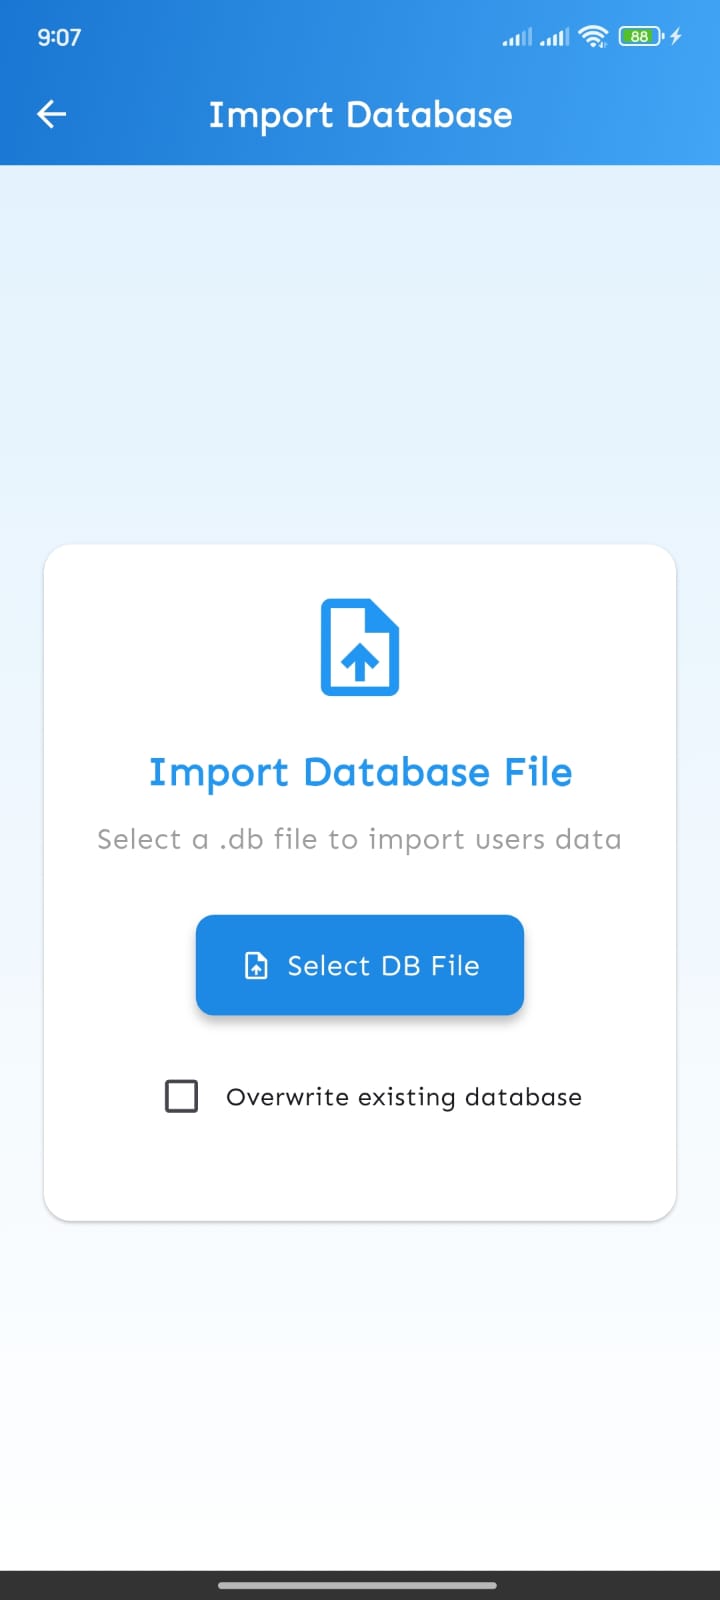 9:07
88
Import Database
Import Database File
Select a .db file to import users data
Select DB File
Overwrite existing database